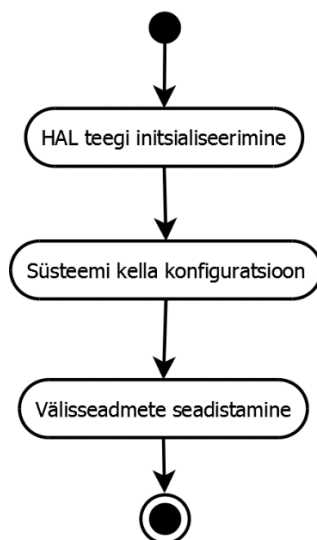 HAL teegi initsialiseerimine
Süsteemi kella konfiguratsioon
Välisseadmete seadistamine